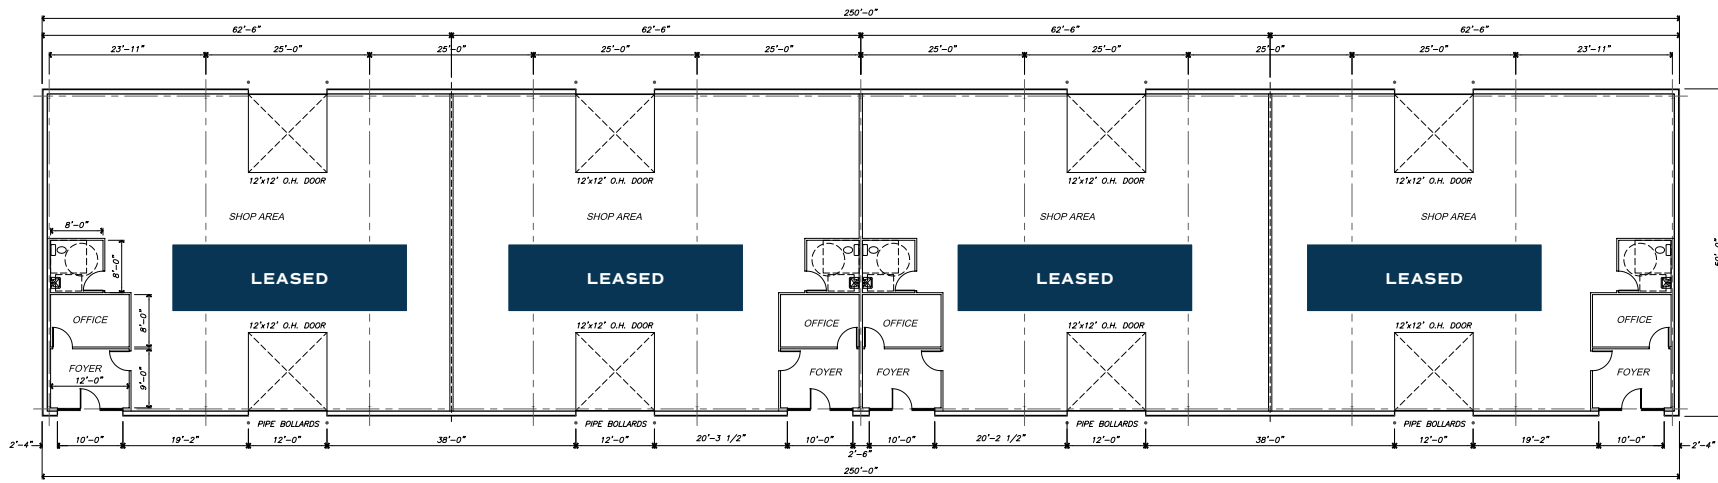 250'-0"
62'-6" 62'-6" 62'-6" 62'-6"
23'-11" 25'-0" 25'-0" 25'-0" 25'-0" 25'-0" 25'-0" 25'-0" 25'-0" 23'-11"
12'x12' O.H. DOOR 12'x12' O.H. DOOR 12'x12' O.H. DOOR 12'x12' O.H. DOOR
SHOP AREA SHOP AREA SHOP AREA SHOP AREA
8'-0"
8'-0"
LEASED LEASED LEASED LEASED
OFFICE OFFICE OFFICE OFFICE
8'-0"
12'x12' O.H. DOOR 12'x12' O.H. DOOR 12'x12' O.H. DOOR 12'x12' O.H. DOOR
FOYER FOYER FOYER FOYER
12'-0"
9'-0"
PIPE BOLLARDS PIPE BOLLARDS PIPE BOLLARDS PIPE BOLLARDS
2'-4" 10'-0" 19'-2" 12'-0" 38'-0" 12'-0" 20'-3 1/2" 10'-0" 10'-0" 20'-2 1/2" 12'-0" 38'-0" 12'-0" 19'-2" 10'-0" 2'-4"
2'-6"
250'-0"